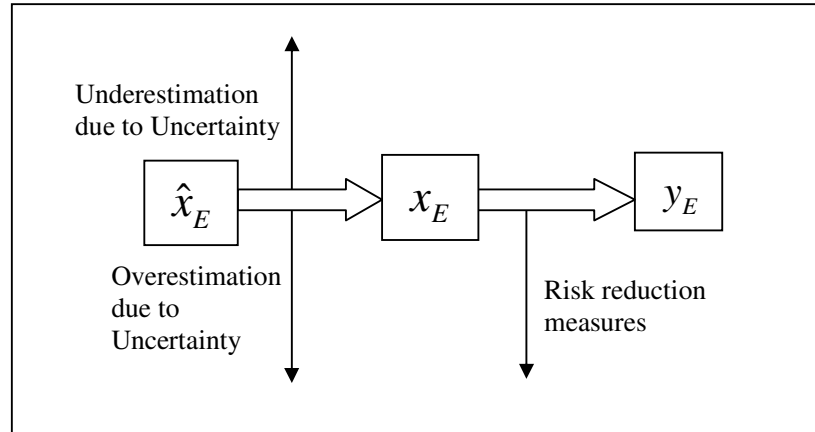 Underestimation
due to Uncertainty
x̂_E
x_E
y_E
Overestimation
due to
Uncertainty
Risk reduction
measures